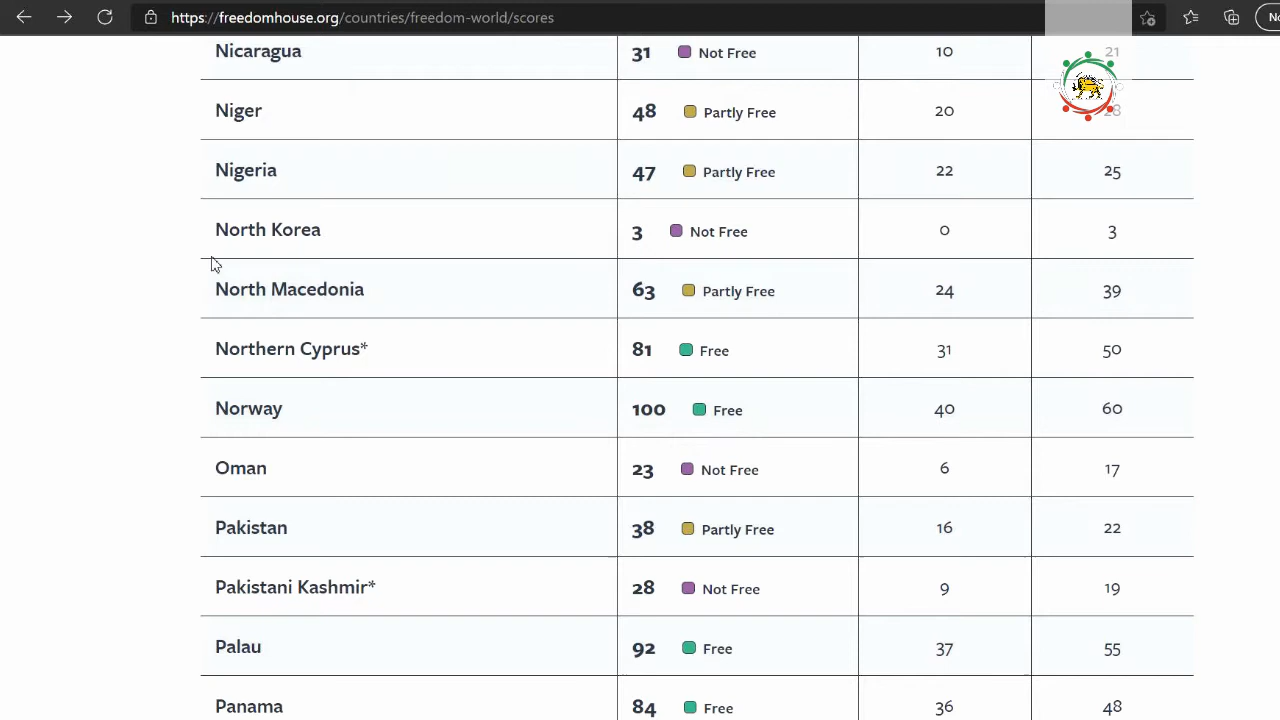 https://freedomhouse.org/countries/freedom-world/scores
Nicaragua 31 Not Free 10 21
Niger 48 Partly Free 20 28
Nigeria 47 Partly Free 22 25
North Korea 3 Not Free 0 3
North Macedonia 63 Partly Free 24 39
Northern Cyprus* 81 Free 31 50
Norway 100 Free 40 60
Oman 23 Not Free 6 17
Pakistan 38 Partly Free 16 22
Pakistani Kashmir* 28 Not Free 9 19
Palau 92 Free 37 55
Panama 84 Free 36 48